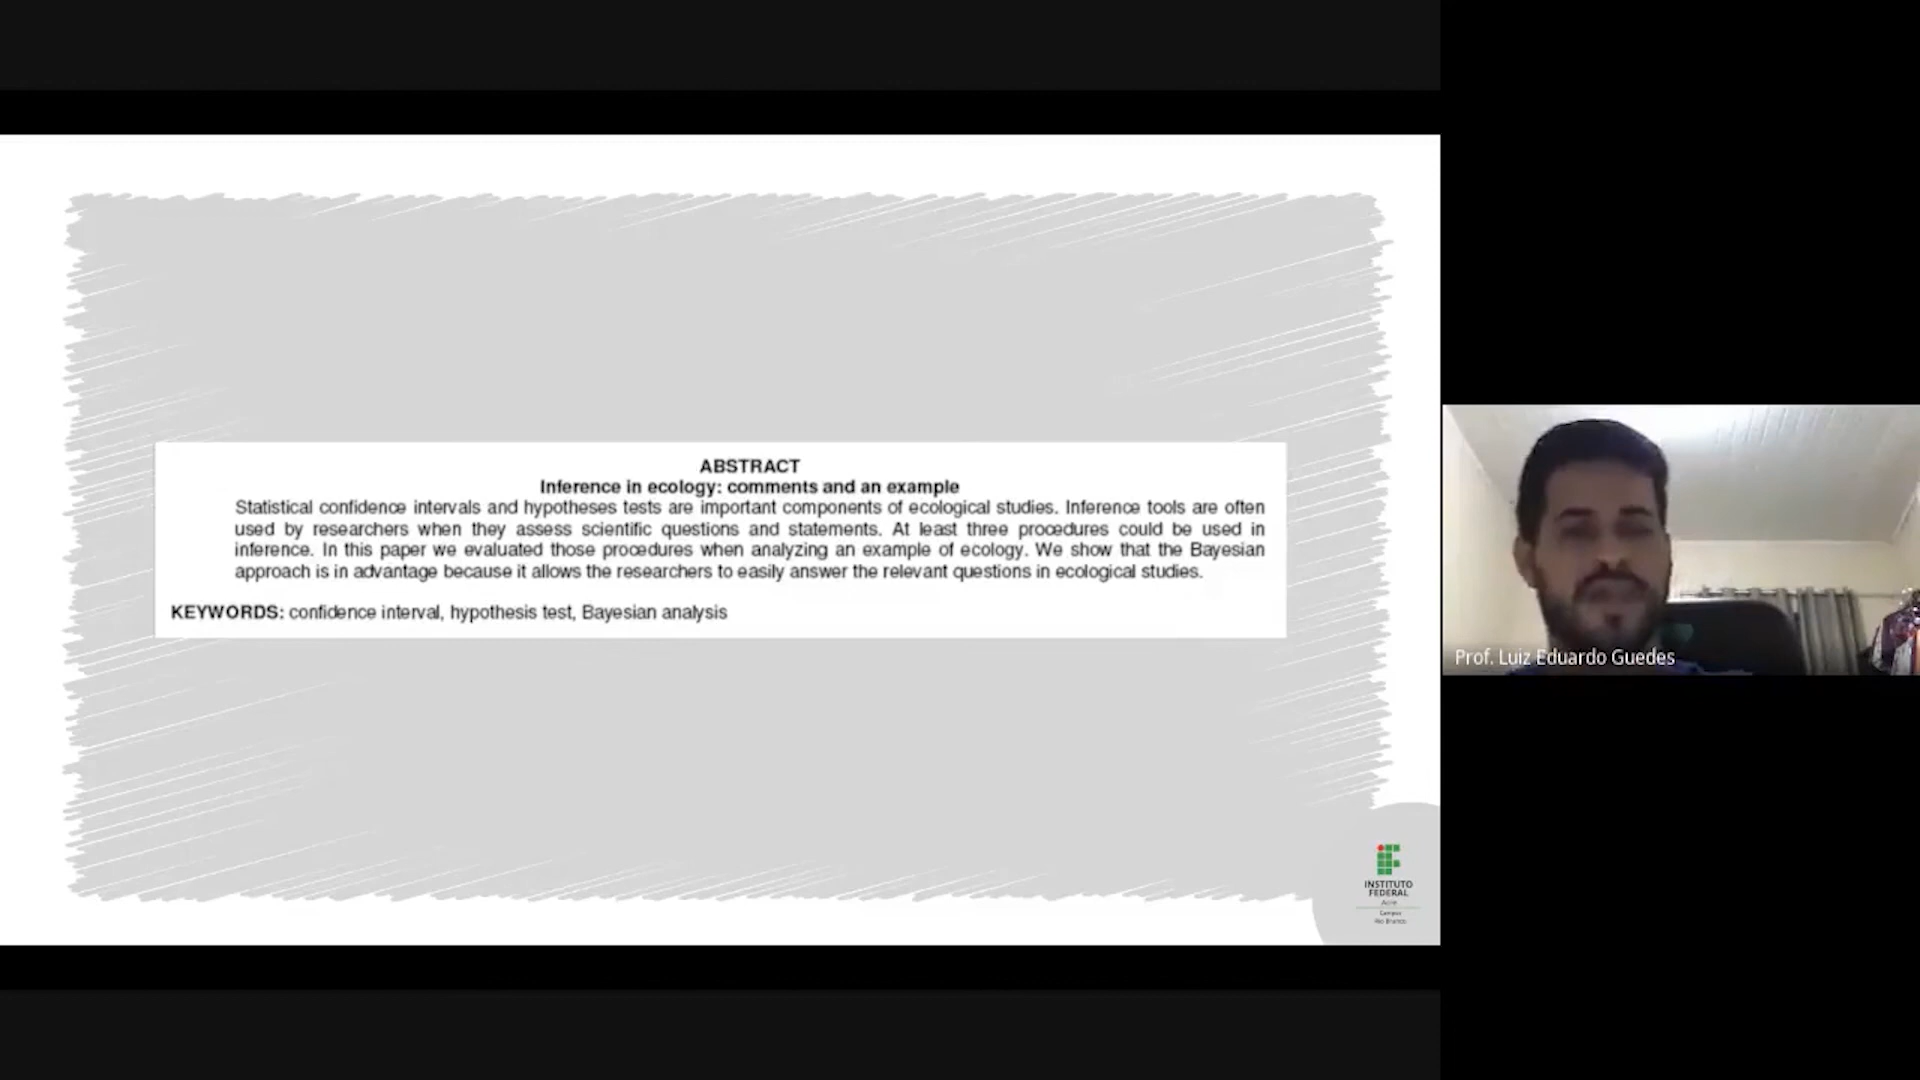 ABSTRACT
Inference in ecology: comments and an example
Statistical confidence intervals and hypotheses tests are important components of ecological studies. Inference tools are often
used by researchers when they assess scientific questions and statements. At least three procedures could be used in
inference. In this paper we evaluated those procedures when analyzing an example of ecology. We show that the Bayesian
approach is in advantage because it allows the researchers to easily answer the relevant questions in ecological studies.
KEYWORDS: confidence interval, hypothesis test, Bayesian analysis
Prof. Luiz Eduardo Guedes
INSTITUTO
FEDERAL
Acre
Campus
Rio Branco